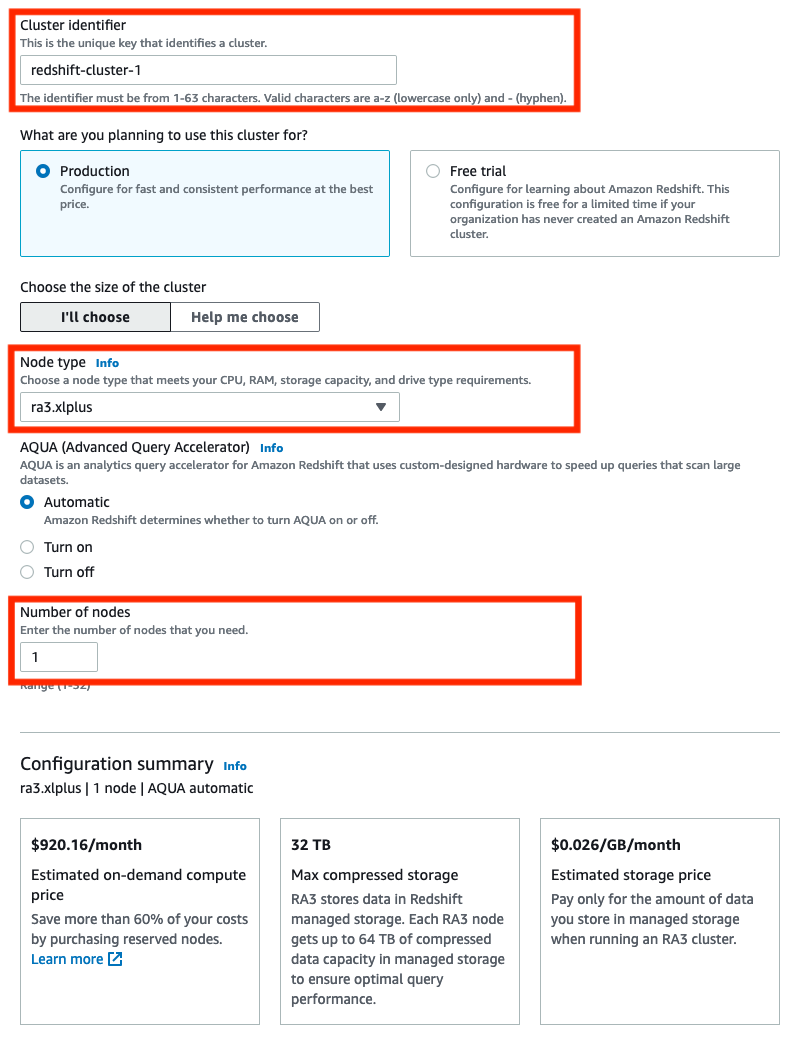 Cluster identifier
This is the unique key that identifies a cluster.
redshift-cluster-1
The identifier must be from 1-63 characters. Valid characters are a-z (lowercase only) and - (hyphen).
What are you planning to use this cluster for?
Production
Configure for fast and consistent performance at the best
price.
Free trial
Configure for learning about Amazon Redshift. This
configuration is free for a limited time if your
organization has never created an Amazon Redshift
cluster.
Choose the size of the cluster
I'll choose
Help me choose
Node type Info
Choose a node type that meets your CPU, RAM, storage capacity, and drive type requirements.
ra3.xlplus
AQUA (Advanced Query Accelerator) Info
AQUA is an analytics query accelerator for Amazon Redshift that uses custom-designed hardware to speed up queries that scan large
datasets.
Automatic
Amazon Redshift determines whether to turn AQUA on or off.
Turn on
Turn off
Number of nodes
Enter the number of nodes that you need.
1
Range (1-32)
Configuration summary Info
ra3.xlplus | 1 node | AQUA automatic
$920.16/month
Estimated on-demand compute
price
Save more than 60% of your costs
by purchasing reserved nodes.
Learn more
32 TB
Max compressed storage
RA3 stores data in Redshift
managed storage. Each RA3 node
gets up to 64 TB of compressed
data capacity in managed storage
to ensure optimal query
performance.
$0.026/GB/month
Estimated storage price
Pay only for the amount of data
you store in managed storage
when running an RA3 cluster.